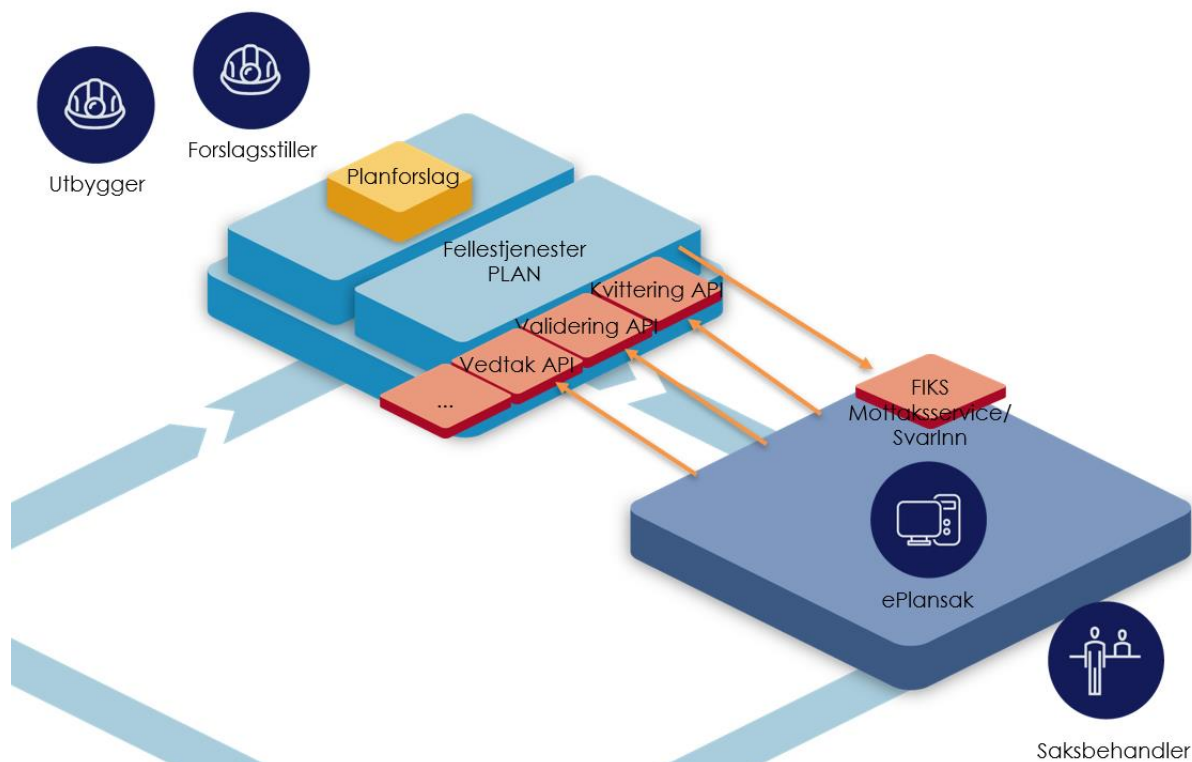 Utbygger
Forslagsstiller
Planforslag
Fellestjenester
PLAN
Kvittering API
Validering API
Vedtak API
...
FIKS
Mottaksservice/
SvarInn
ePlansak
Saksbehandler